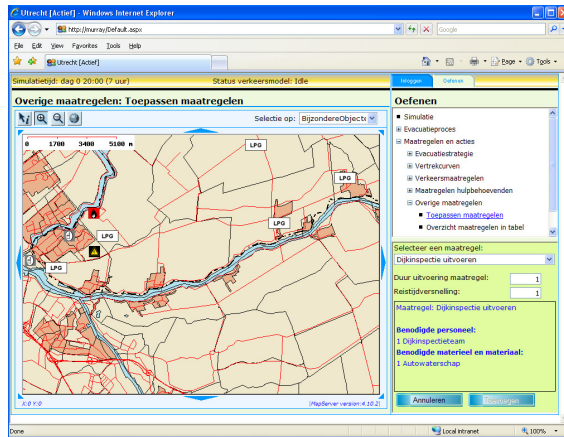 Utrecht [Actief] - Windows Internet Explorer
http://murray/Default.aspx
Google
File Edit View Favorites Tools Help
Utrecht [Actief]
Page Tools
Simulatietijd: dag 0 20:00 (7 uur) Status verkeersmodel: Idle
Inloggen Oefenen
Overige maatregelen: Toepassen maatregelen
Selectie op: BijzondereObjecte
0 1700 3400 5100 m
LPG
LPG
LPG
LPG
LPG
X:0 Y:0 (MapServer version:4.10.2)
Oefenen
Simulatie
Evacuatieproces
Maatregelen en acties
Evacuatiestrategie
Vertrekcurven
Verkeersmaatregelen
Maatregelen hulpbehoevenden
Overige maatregelen
Toepassen maatregelen
Overzicht maatregelen in tabel
Selecteer een maatregel:
Dijkinspectie uitvoeren
Duur uitvoering maatregel: 1
Reistijdversnelling: 1
Maatregel: Dijkinspectie uitvoeren
Benodigde personeel:
1 Dijkinspectieteam
Benodigde materieel en materiaal:
1 Autowaterschap
Annuleren Toevoegen
Done Local intranet 100%